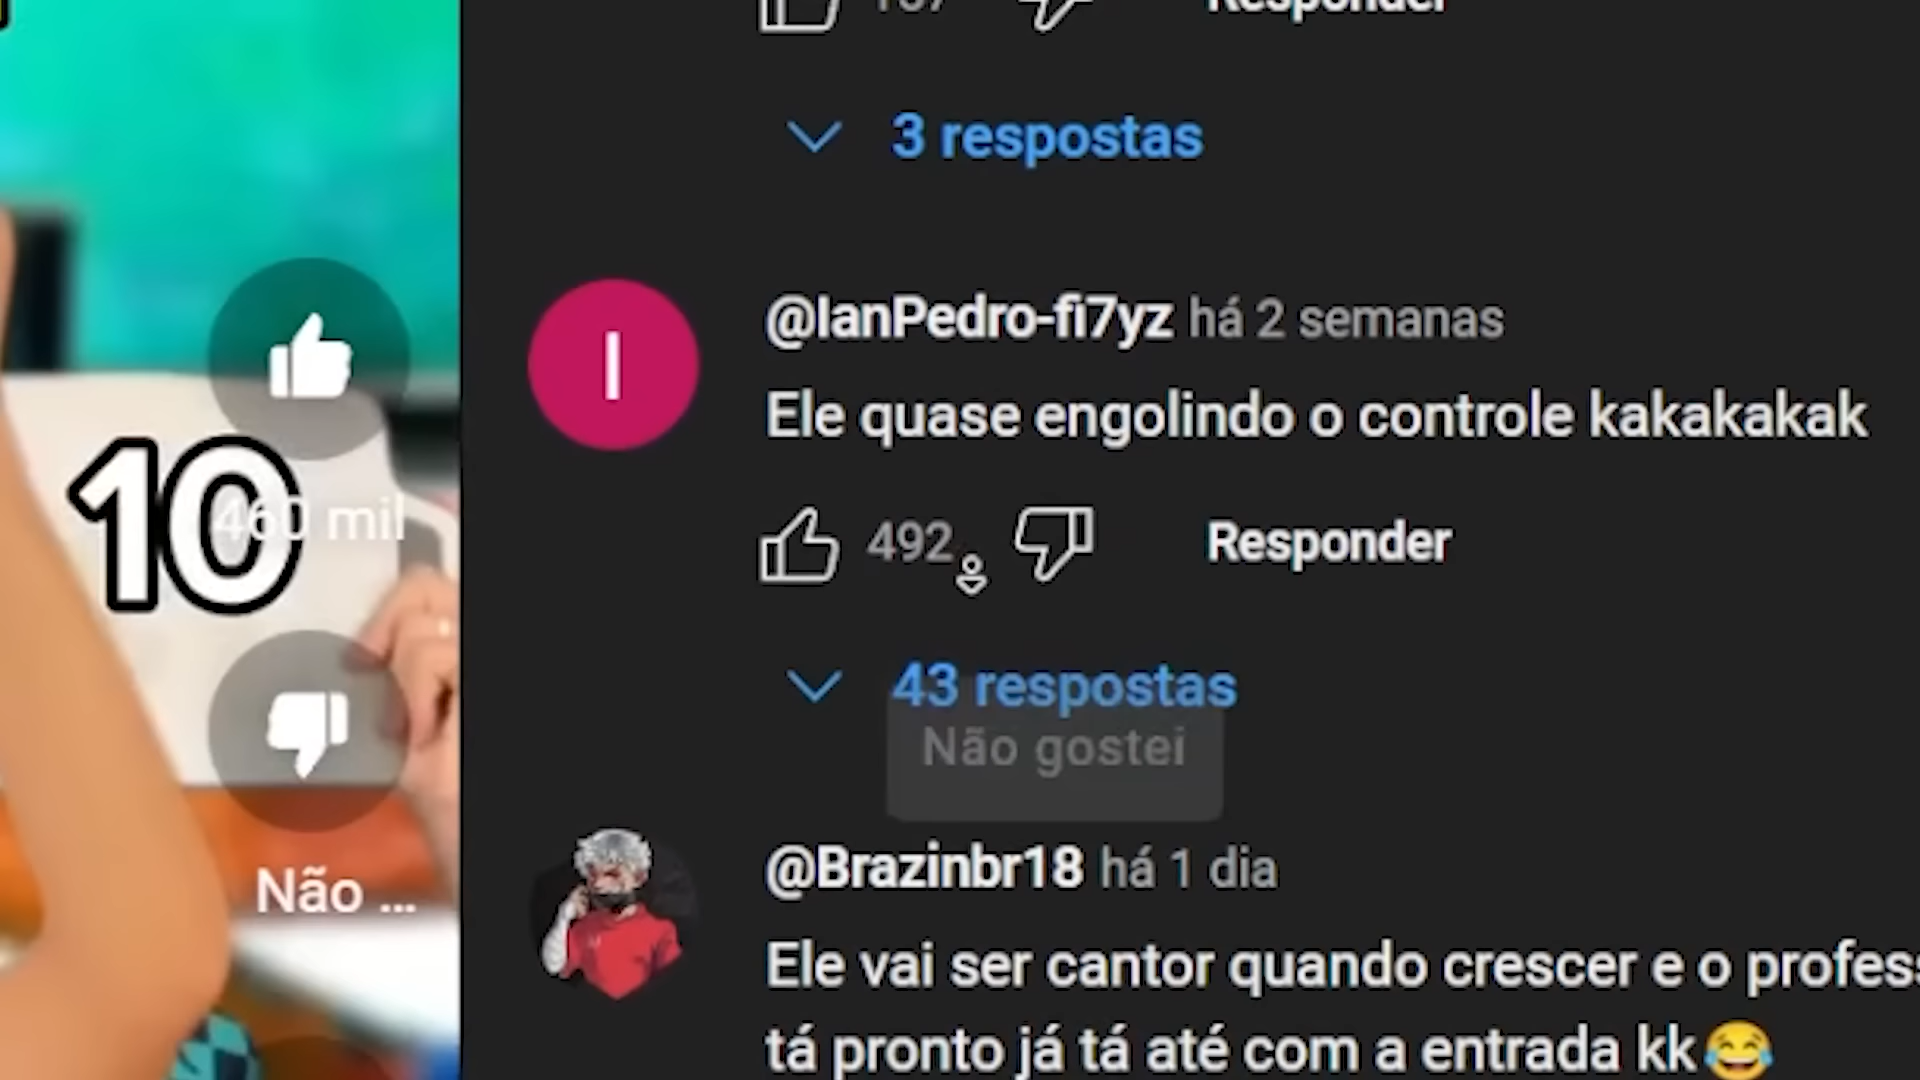 Responder
3 respostas
@IanPedro-fi7yz há 2 semanas
Ele quase engolindo o controle kakakakak
10
460 mil
492
Responder
43 respostas
Não gostei
@Brazinbr18 há 1 dia
Não ...
Ele vai ser cantor quando crescer e o profess
tá pronto já tá até com a entrada kk😂